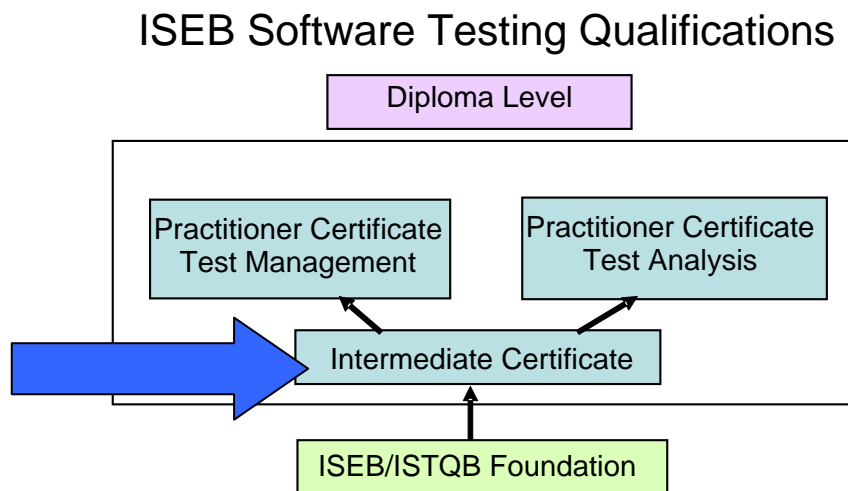 ISEB Software Testing Qualifications
Diploma Level
Practitioner Certificate
Test Management
Practitioner Certificate
Test Analysis
Intermediate Certificate
ISEB/ISTQB Foundation